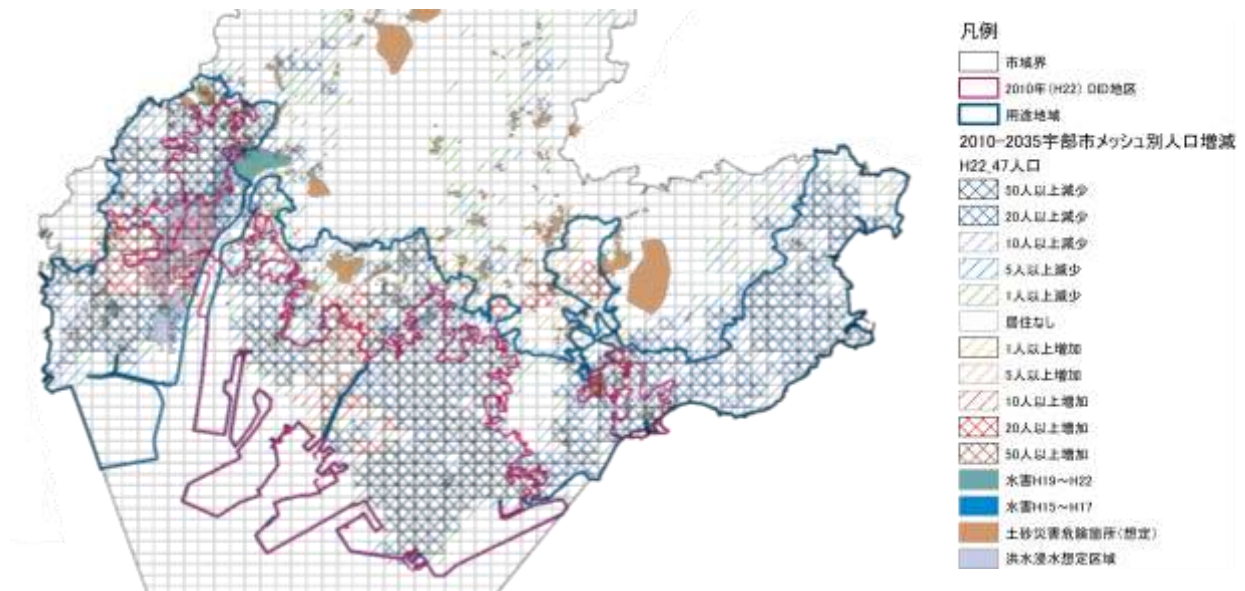 凡例
市域界
2010年(H22) DID地区
用途地域
2010-2035宇部市メッシュ別人口増減
H22_47人口
50人以上減少
20人以上減少
10人以上減少
5人以上減少
1人以上減少
居住なし
1人以上増加
5人以上増加
10人以上増加
20人以上増加
50人以上増加
水害H19～H22
水害H15～H17
土砂災害危険箇所(想定)
洪水浸水想定区域